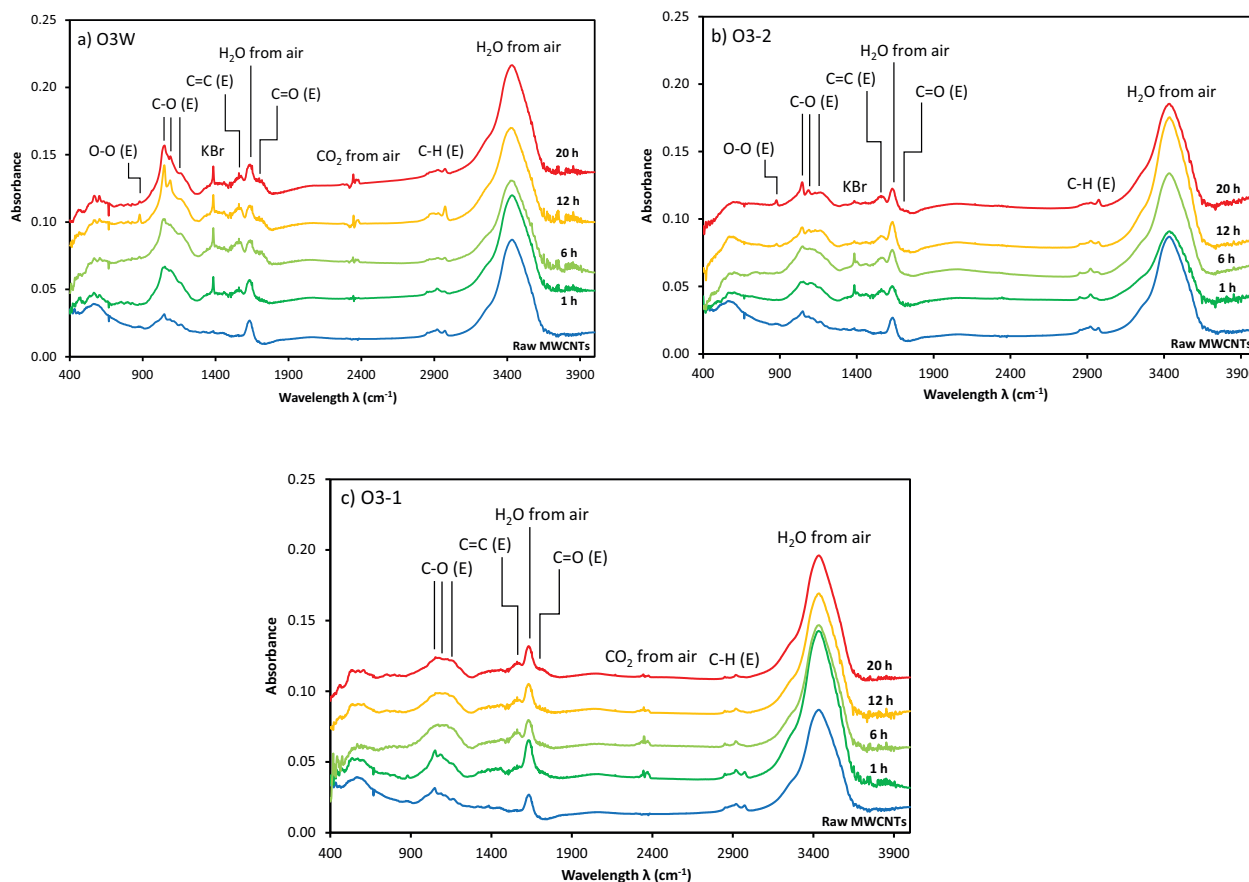 a) O3W
0.25
0.20
0.15
0.10
0.05
0.00
Absorbance
H₂O from air
C=C (E)
C=O (E)
C-O (E)
O-O (E)
KBr
CO₂ from air
C-H (E)
H₂O from air
20 h
12 h
6 h
1 h
Raw MWCNTs
400 900 1400 1900 2400 2900 3400 3900
Wavelength λ (cm⁻¹)
b) O3-2
0.25
0.20
0.15
0.10
0.05
0.00
Absorbance
H₂O from air
C=C (E)
C=O (E)
C-O (E)
O-O (E)
KBr
C-H (E)
H₂O from air
20 h
12 h
6 h
1 h
Raw MWCNTs
400 900 1400 1900 2400 2900 3400 3900
Wavelength λ (cm⁻¹)
c) O3-1
0.25
0.20
0.15
0.10
0.05
0.00
Absorbance
H₂O from air
C=C (E)
C=O (E)
C-O (E)
CO₂ from air
C-H (E)
H₂O from air
20 h
12 h
6 h
1 h
Raw MWCNTs
400 900 1400 1900 2400 2900 3400 3900
Wavelength λ (cm⁻¹)